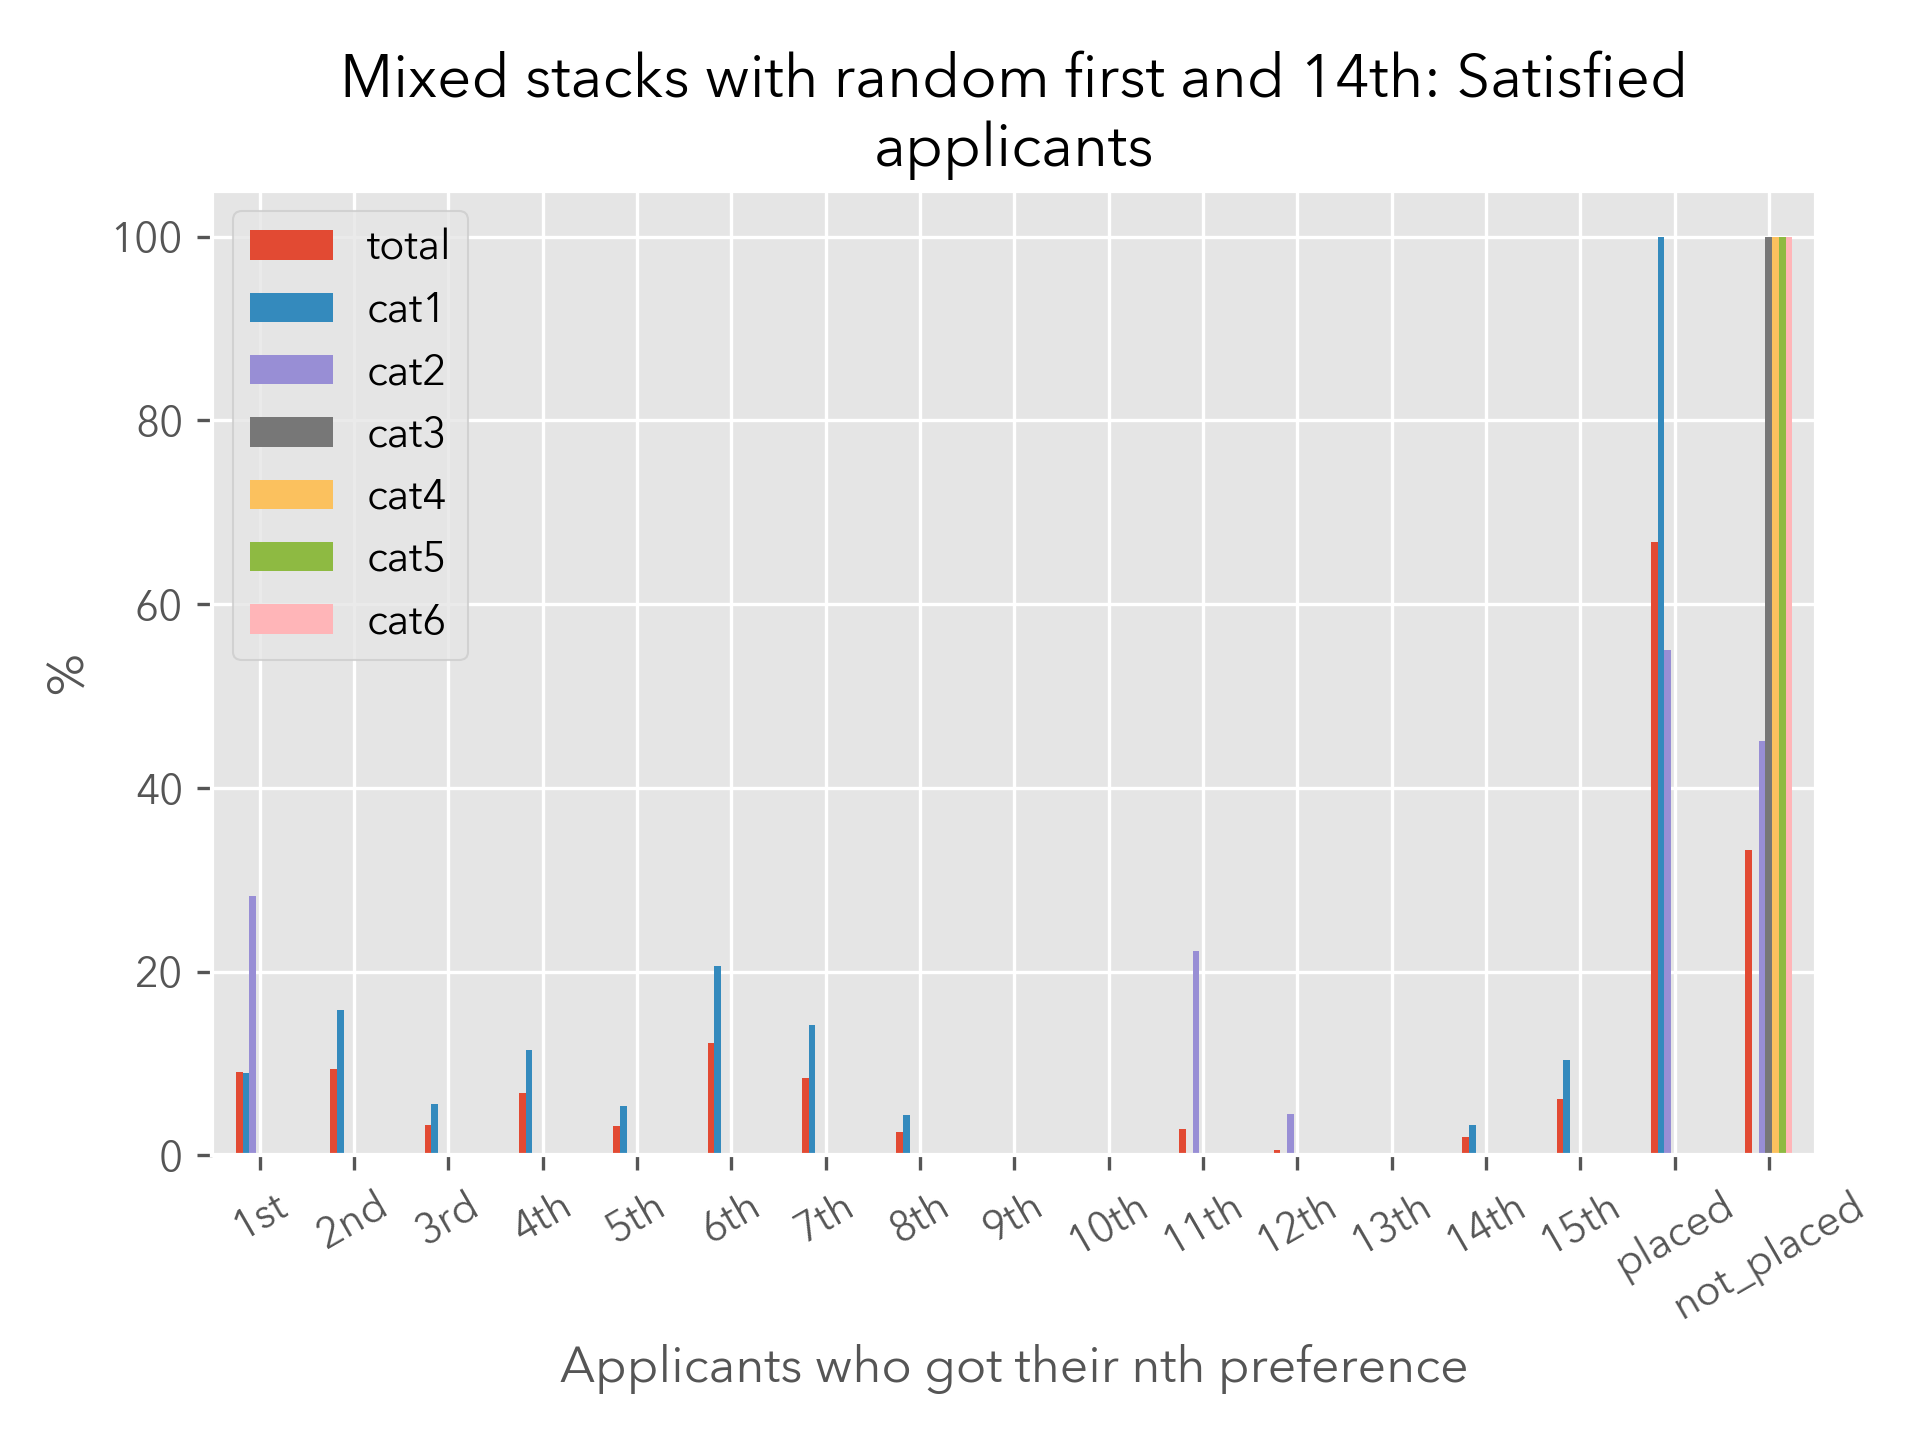 Mixed stacks with random first and 14th: Satisfied
applicants
100
80
60
40
20
0
%
total
cat1
cat2
cat3
cat4
cat5
cat6
1st
2nd
3rd
4th
5th
6th
7th
8th
9th
10th
11th
12th
13th
14th
15th
placed
not_placed
Applicants who got their nth preference